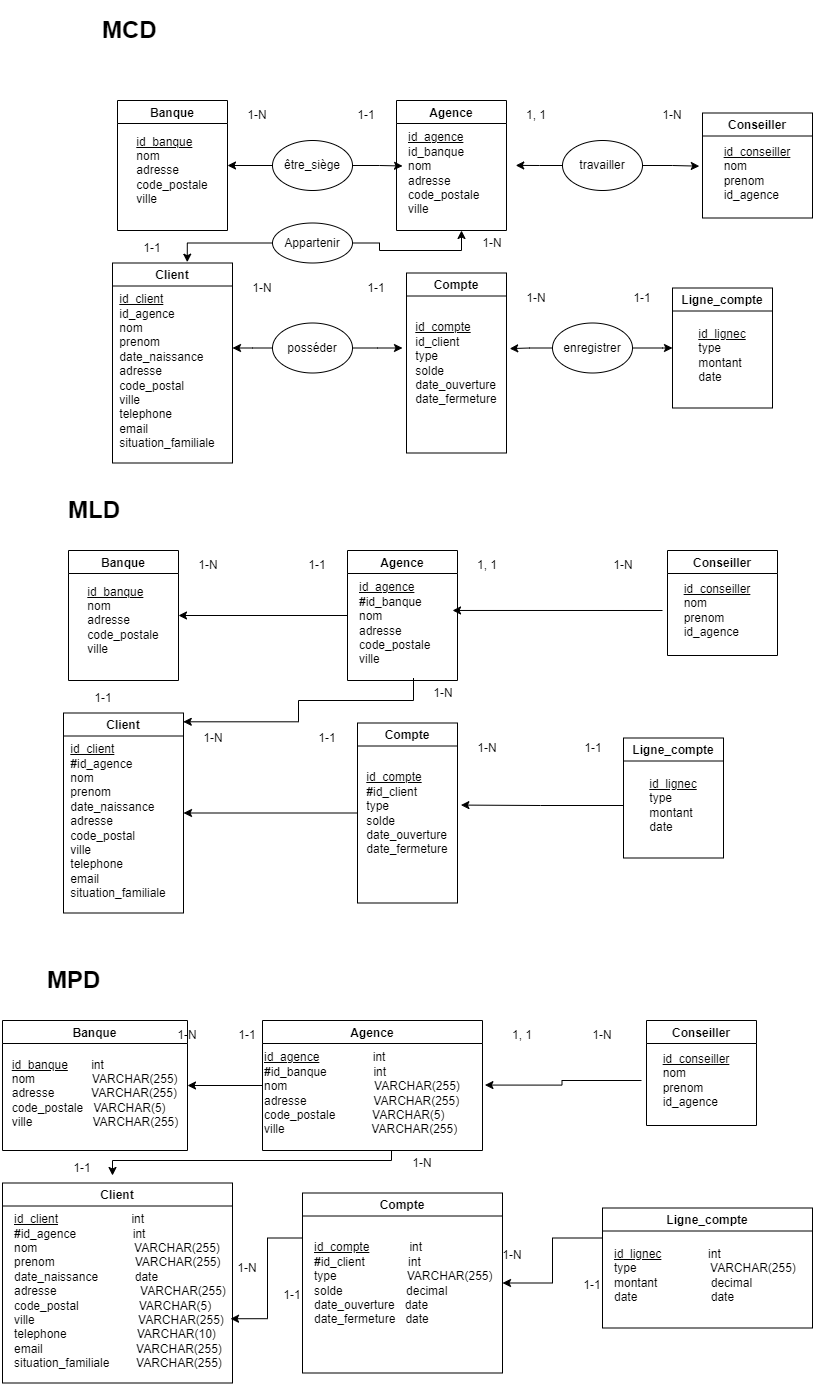 MCD
Banque
id_banque
nom
adresse
code_postale
ville
1-N
être_siège
1-1
Agence
id_agence
id_banque
nom
adresse
code_postale
ville
1, 1
travailler
1-N
Conseiller
id_conseiller
nom
prenom
id_agence
1-1
Appartenir
1-N
Client
id_client
id_agence
nom
prenom
date_naissance
adresse
code_postal
ville
telephone
email
situation_familiale
1-N
posséder
1-1
Compte
id_compte
id_client
type
solde
date_ouverture
date_fermeture
1-N
enregistrer
1-1
Ligne_compte
id_lignec
type
montant
date
MLD
Banque
id_banque
nom
adresse
code_postale
ville
1-N
1-1
Agence
id_agence
#id_banque
nom
adresse
code_postale
ville
1, 1
1-N
Conseiller
id_conseiller
nom
prenom
id_agence
1-1
1-N
Client
id_client
#id_agence
nom
prenom
date_naissance
adresse
code_postal
ville
telephone
email
situation_familiale
1-N
1-1
Compte
id_compte
#id_client
type
solde
date_ouverture
date_fermeture
1-N
1-1
Ligne_compte
id_lignec
type
montant
date
MPD
Banque
id_banque int
nom VARCHAR(255)
adresse VARCHAR(255)
code_postale VARCHAR(5)
ville VARCHAR(255)
1-N
1-1
Agence
id_agence int
#id_banque int
nom VARCHAR(255)
adresse VARCHAR(255)
code_postale VARCHAR(5)
ville VARCHAR(255)
1, 1
1-N
Conseiller
id_conseiller
nom
prenom
id_agence
1-1
1-N
Client
id_client int
#id_agence int
nom VARCHAR(255)
prenom VARCHAR(255)
date_naissance date
adresse VARCHAR(255)
code_postal VARCHAR(5)
ville VARCHAR(255)
telephone VARCHAR(10)
email VARCHAR(255)
situation_familiale VARCHAR(255)
1-N
1-1
Compte
id_compte int
#id_client int
type VARCHAR(255)
solde decimal
date_ouverture date
date_fermeture date
1-N
1-1
Ligne_compte
id_lignec int
type VARCHAR(255)
montant decimal
date date